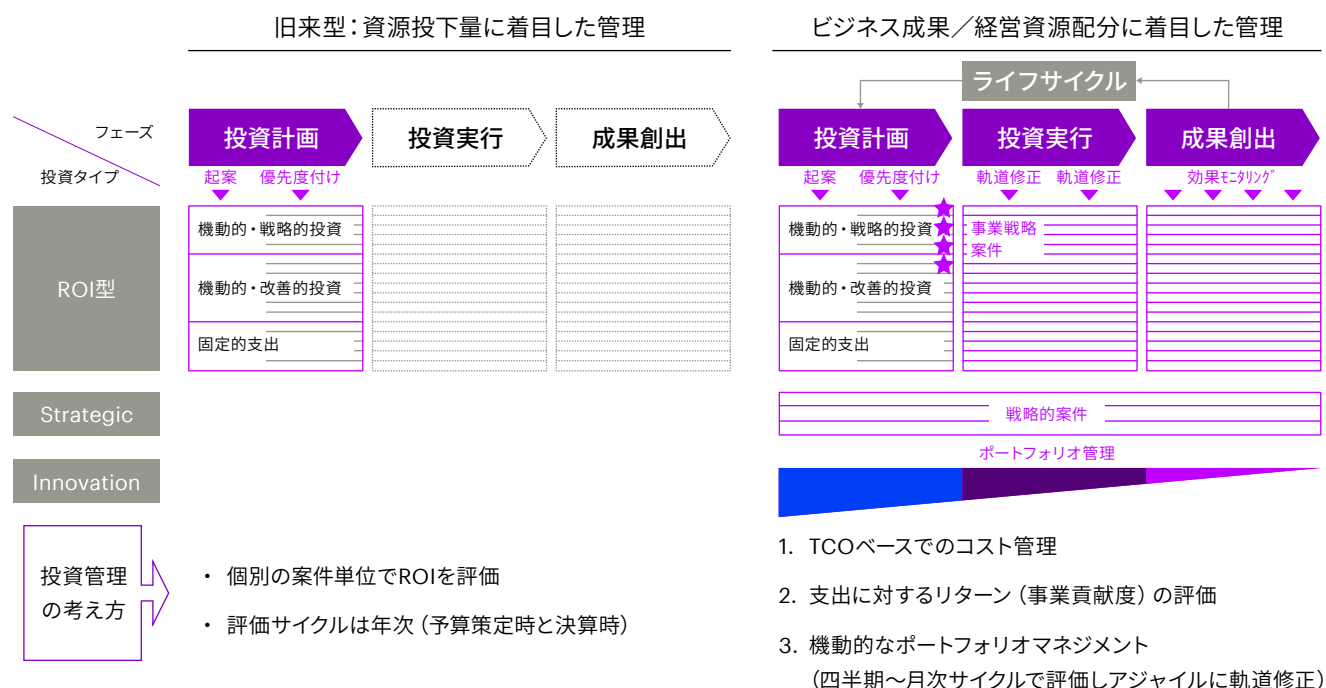 旧来型：資源投下量に着目した管理
ビジネス成果／経営資源配分に着目した管理
ライフサイクル
フェーズ
投資タイプ
投資計画
投資実行
成果創出
投資計画
投資実行
成果創出
起案 優先度付け
起案 優先度付け
軌道修正 軌道修正
効果ﾓﾆﾀﾘﾝｸﾞ
ROI型
機動的・戦略的投資
機動的・改善的投資
固定的支出
機動的・戦略的投資
機動的・改善的投資
固定的支出
事業戦略
案件
Strategic
戦略的案件
ポートフォリオ管理
Innovation
投資管理
の考え方
・ 個別の案件単位でROIを評価
・ 評価サイクルは年次（予算策定時と決算時）
1. TCOベースでのコスト管理
2. 支出に対するリターン（事業貢献度）の評価
3. 機動的なポートフォリオマネジメント
（四半期～月次サイクルで評価しアジャイルに軌道修正）